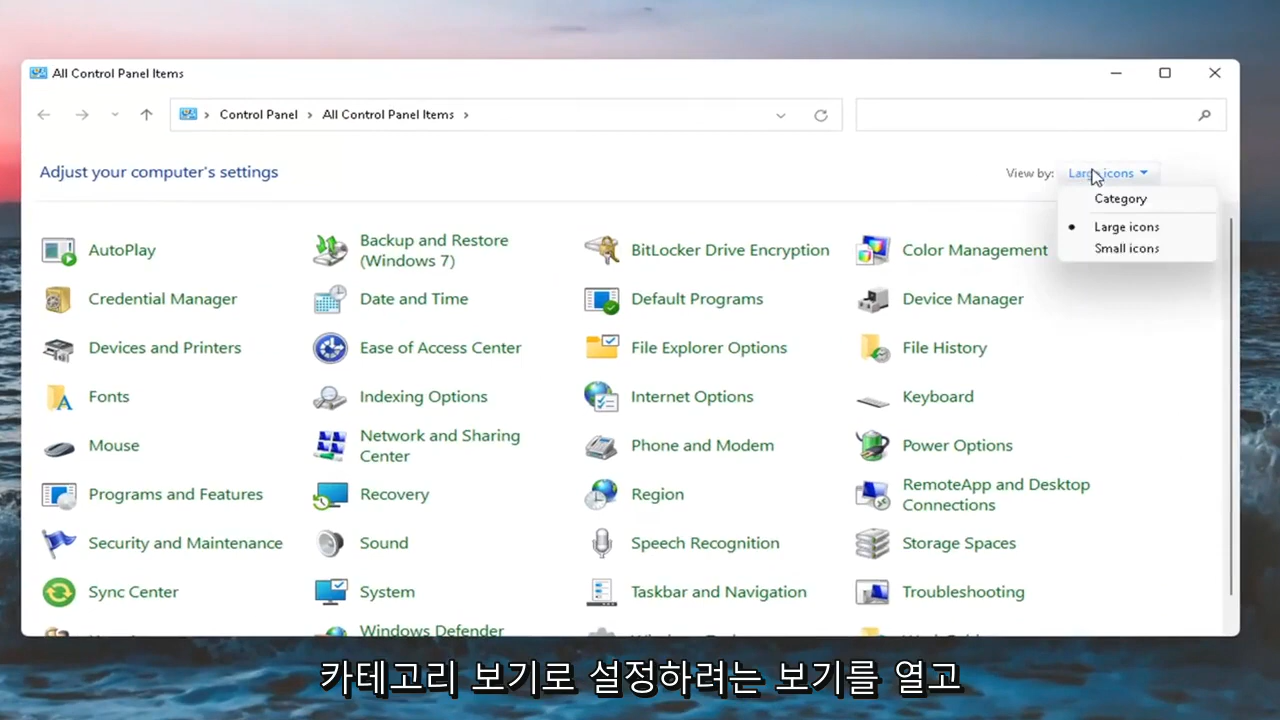 All Control Panel Items
Control Panel > All Control Panel Items >
Adjust your computer's settings
View by: Large icons
Category
Large icons
Small icons
AutoPlay
Backup and Restore
(Windows 7)
BitLocker Drive Encryption
Color Management
Credential Manager
Date and Time
Default Programs
Device Manager
Devices and Printers
Ease of Access Center
File Explorer Options
File History
Fonts
Indexing Options
Internet Options
Keyboard
Mouse
Network and Sharing
Center
Phone and Modem
Power Options
Programs and Features
Recovery
Region
RemoteApp and Desktop
Connections
Security and Maintenance
Sound
Speech Recognition
Storage Spaces
Sync Center
System
Taskbar and Navigation
Troubleshooting
Windows Defender
카테고리 보기로 설정하려는 보기를 열고